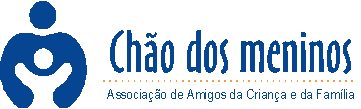 Chão dos meninos
Associação de Amigos da Criança e da Família